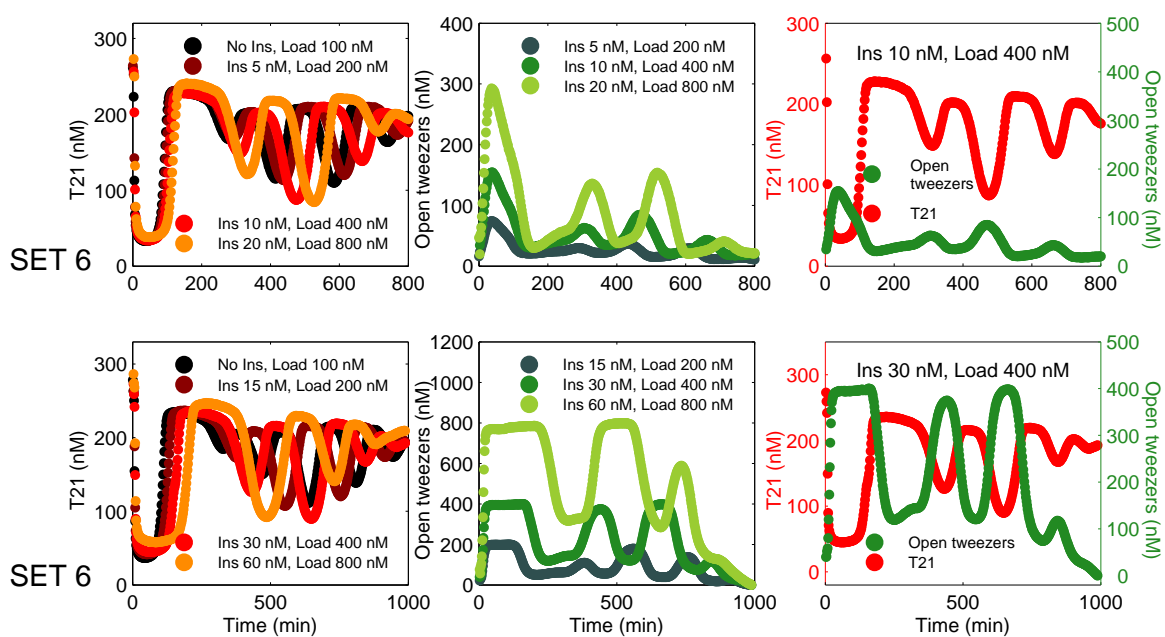 300
200
100
0
T21 (nM)
No Ins, Load 100 nM
Ins 5 nM, Load 200 nM
Ins 10 nM, Load 400 nM
Ins 20 nM, Load 800 nM
0 200 400 600 800
SET 6
400
300
200
100
0
Open tweezers (nM)
Ins 5 nM, Load 200 nM
Ins 10 nM, Load 400 nM
Ins 20 nM, Load 800 nM
0 200 400 600 800
300
200
100
0
T21 (nM)
Ins 10 nM, Load 400 nM
Open
tweezers
T21
500
400
300
200
100
0
Open tweezers
(nM)
0 200 400 600 800
300
200
100
0
T21 (nM)
No Ins, Load 100 nM
Ins 15 nM, Load 200 nM
Ins 30 nM, Load 400 nM
Ins 60 nM, Load 800 nM
0 500 1000
Time (min)
SET 6
1200
1000
800
600
400
200
0
Open tweezers (nM)
Ins 15 nM, Load 200 nM
Ins 30 nM, Load 400 nM
Ins 60 nM, Load 800 nM
0 500 1000
Time (min)
300
200
100
0
T21 (nM)
Ins 30 nM, Load 400 nM
Open tweezers
T21
500
400
300
200
100
0
Open tweezers
(nM)
0 500 1000
Time (min)